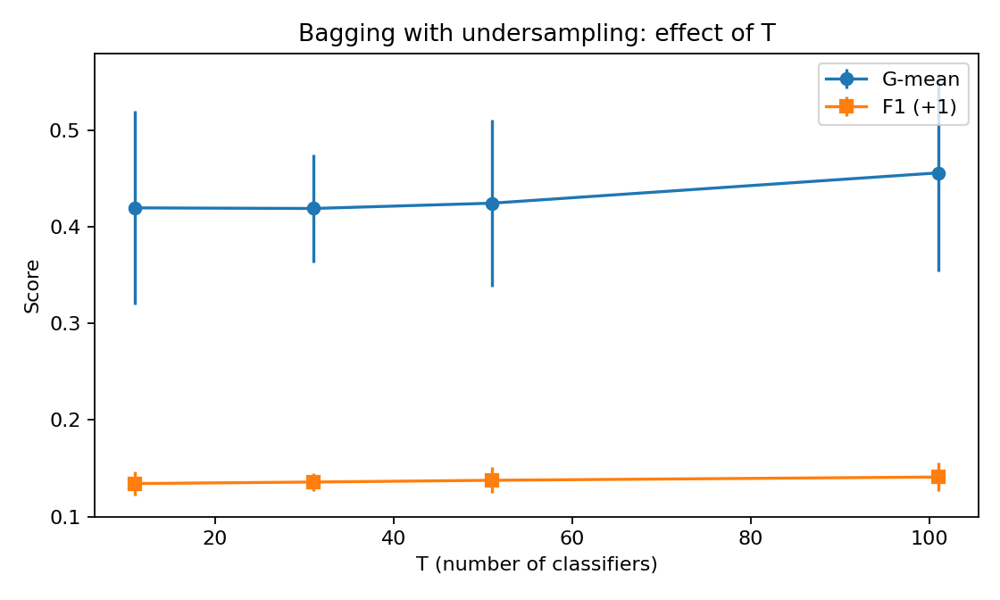 Bagging with undersampling: effect of T
G-mean
F1 (+1)
0.5
0.4
0.3
0.2
0.1
Score
20 40 60 80 100
T (number of classifiers)